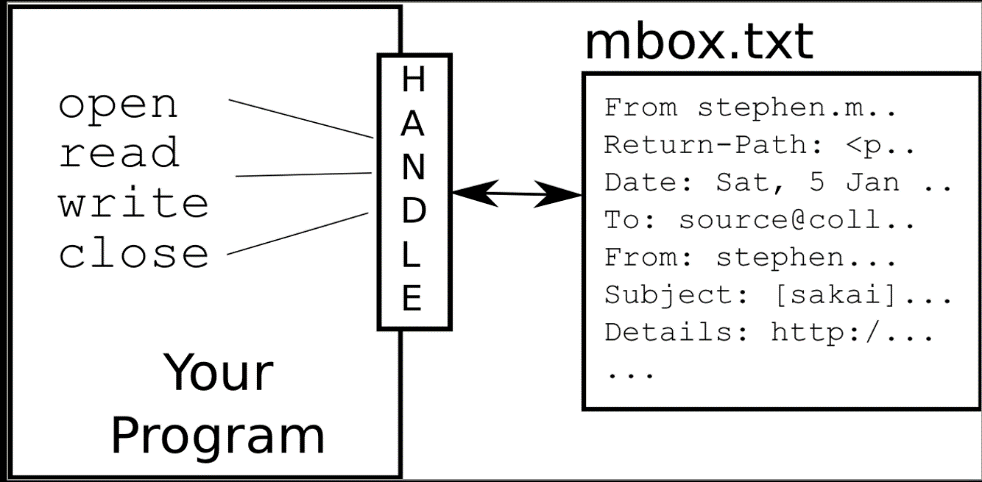 open
read
write
close
Your
Program
H
A
N
D
L
E
mbox.txt
From stephen.m..
Return-Path: <p..
Date: Sat, 5 Jan ..
To: source@coll..
From: stephen...
Subject: [sakai]...
Details: http:/...
...